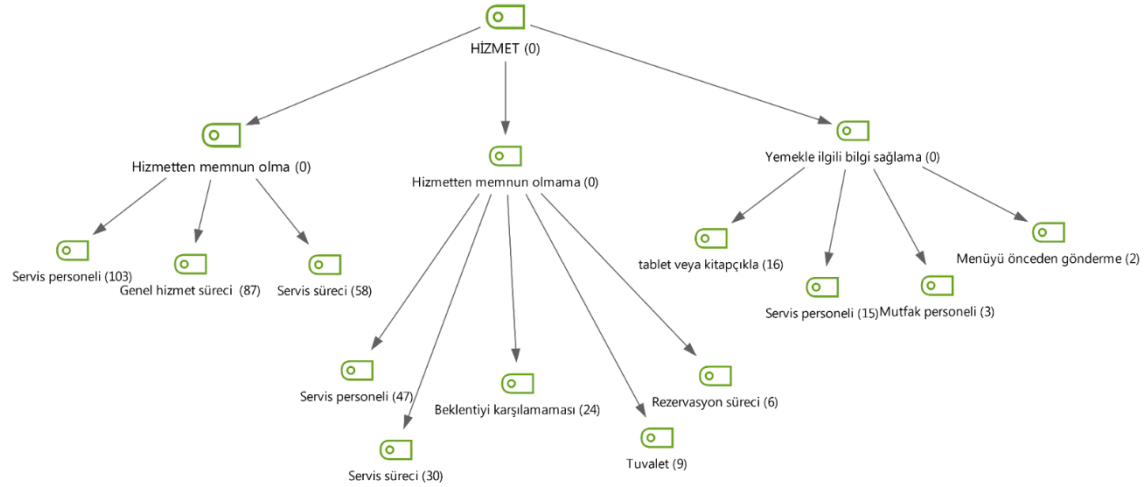 HİZMET (0)
Hizmetten memnun olma (0)
Hizmetten memnun olmama (0)
Yemekle ilgili bilgi sağlama (0)
Servis personeli (103)
Genel hizmet süreci (87)
Servis süreci (58)
tablet veya kitapçıkla (16)
Menüyü önceden gönderme (2)
Servis personeli (15)
Mutfak personeli (3)
Servis personeli (47)
Beklentiyi karşılamaması (24)
Rezervasyon süreci (6)
Servis süreci (30)
Tuvalet (9)